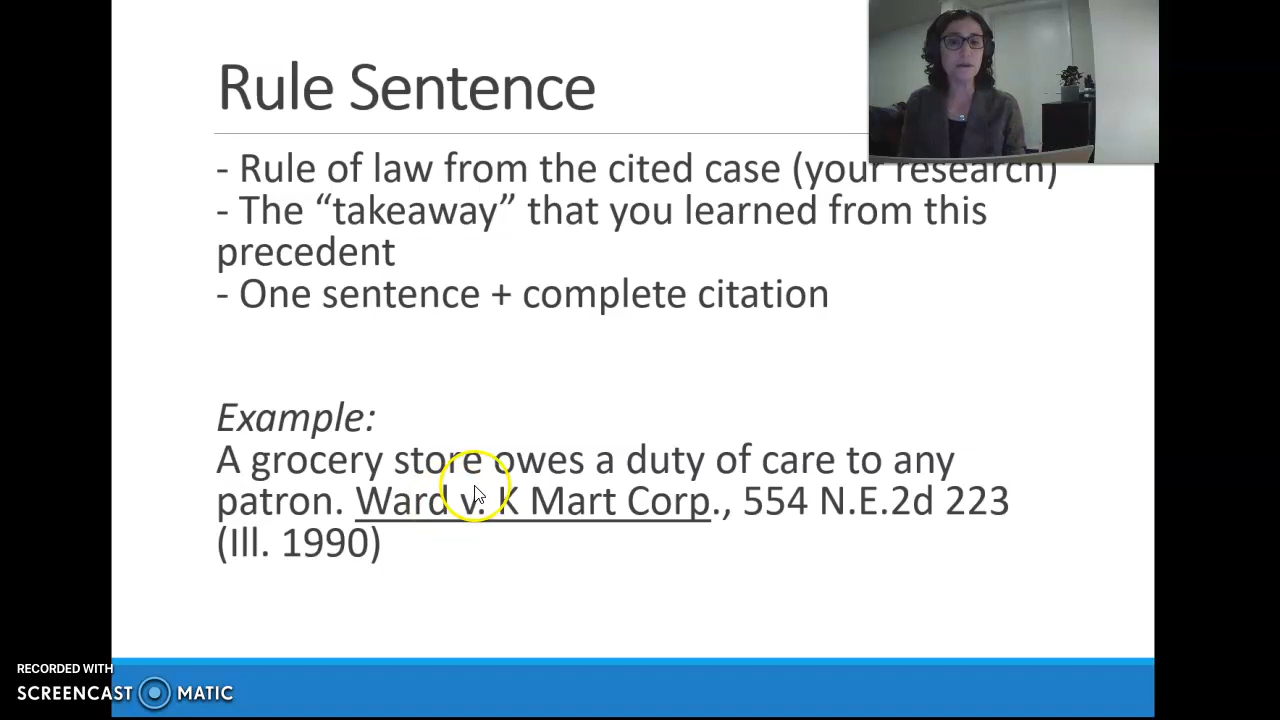 Rule Sentence
- Rule of law from the cited case (your research)
- The “takeaway” that you learned from this
precedent
- One sentence + complete citation
Example:
A grocery store owes a duty of care to any
patron. Ward v. K Mart Corp., 554 N.E.2d 223
(Ill. 1990)
RECORDED WITH
SCREENCAST MATIC